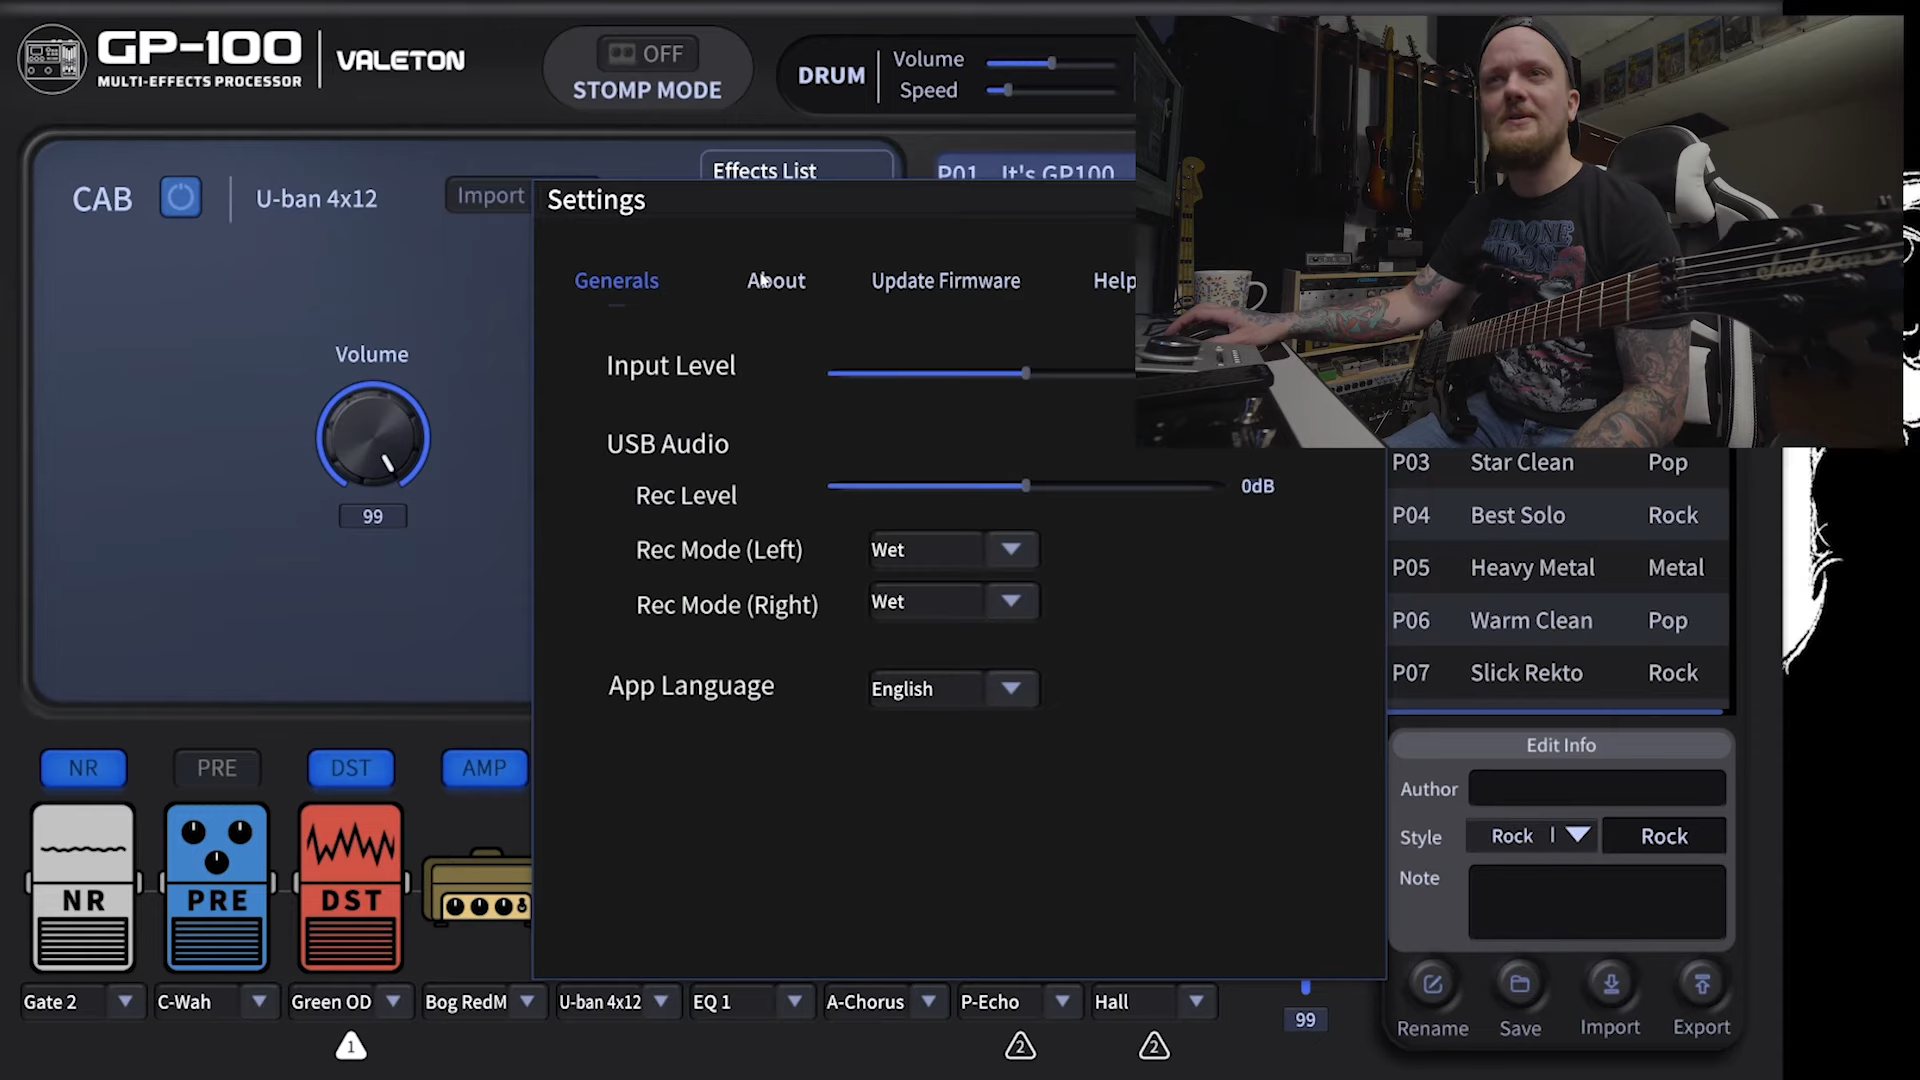 GP-100
MULTI-EFFECTS PROCESSOR
VALETON
OFF
STOMP MODE
DRUM
Volume
Speed
CAB
U-ban 4x12
Import
Effects List
P01 It's GP100
Settings
Generals
About
Update Firmware
Help
Input Level
USB Audio
Rec Level
0dB
Rec Mode (Left)
Wet
Rec Mode (Right)
Wet
App Language
English
Volume
99
Jackson
P03 Star Clean Pop
P04 Best Solo Rock
P05 Heavy Metal Metal
P06 Warm Clean Pop
P07 Slick Rekto Rock
Edit Info
Author
Style Rock Rock
Note
Rename
Save
Import
Export
NR
PRE
DST
AMP
NR
PRE
DST
Gate 2
C-Wah
Green OD
Bog RedM
U-ban 4x12
EQ 1
A-Chorus
P-Echo
Hall
99
1
2
2